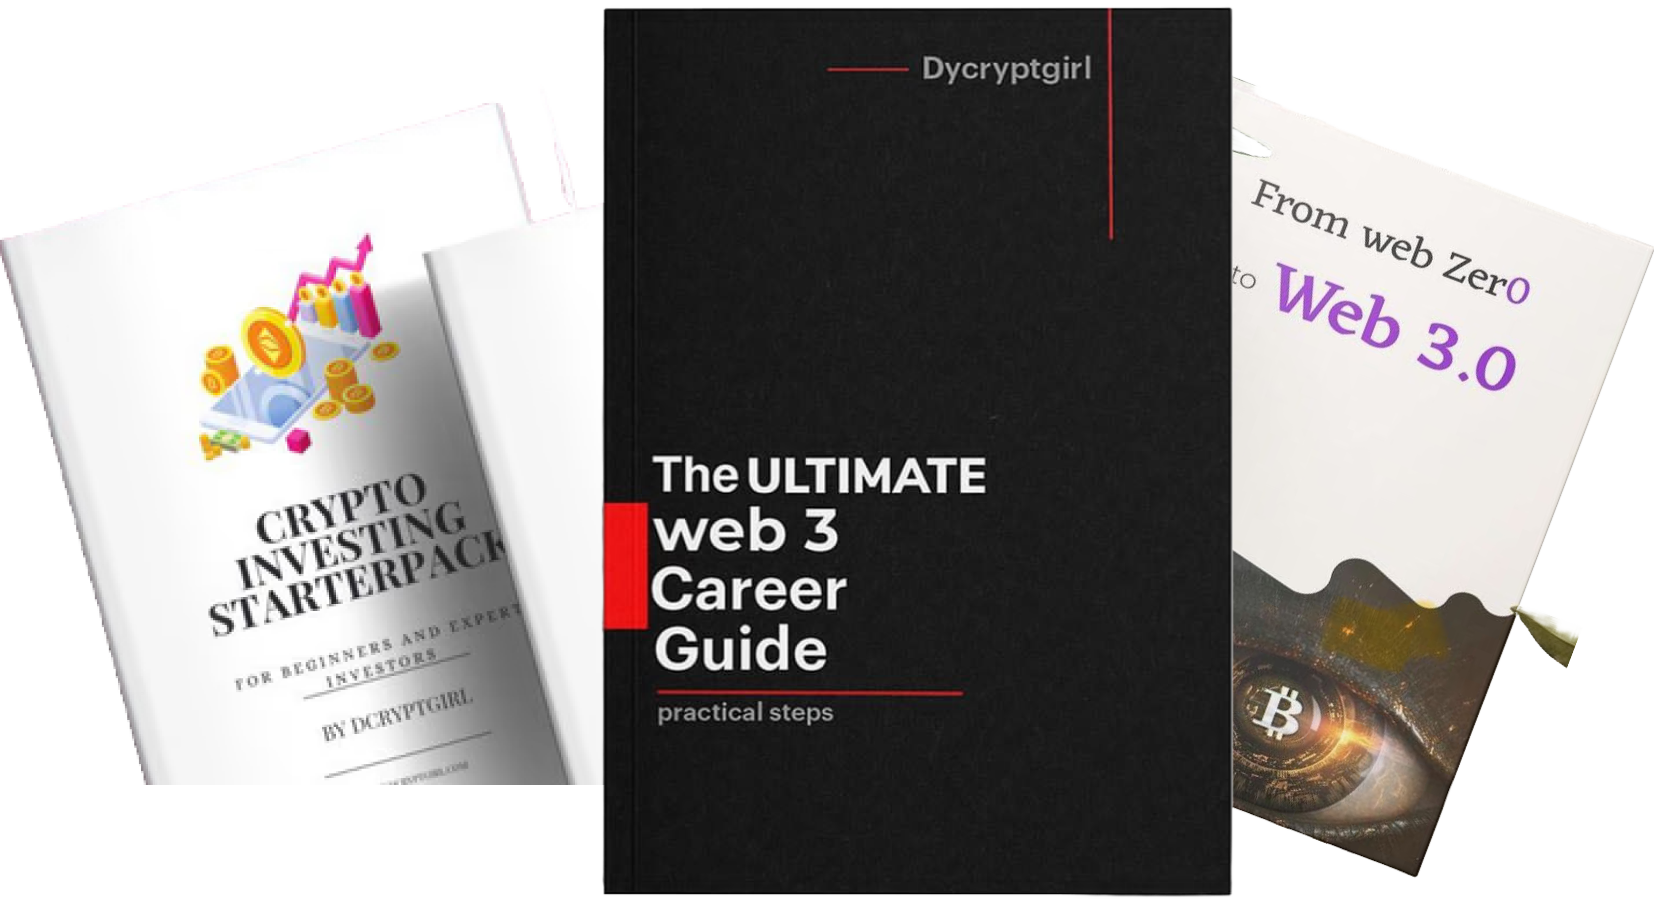 CRYPTO
INVESTING
STARTERPACK
FOR BEGINNERS AND EXPERT
INVESTORS
BY DCRYPTGIRL
Dycryptgirl
The ULTIMATE
web 3
Career
Guide
practical steps
From web Zer0
to Web 3.0